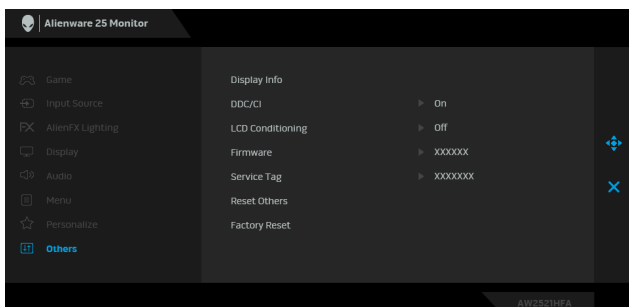 Alienware 25 Monitor
Game
Input Source
FX AlienFX Lighting
Display
Audio
Menu
Personalize
Others
Display Info
DDC/CI On
LCD Conditioning Off
Firmware XXXXXX
Service Tag XXXXXXX
Reset Others
Factory Reset
AW2521HFA